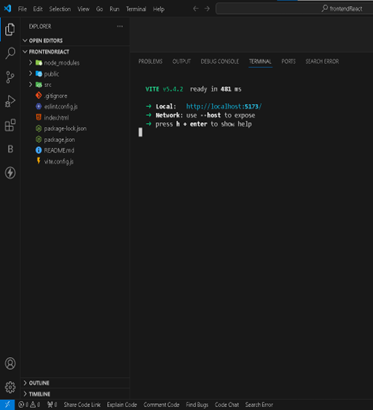 File Edit Selection View Go Run Terminal Help
frontendReact
EXPLORER
OPEN EDITORS
FRONTENDREACT
node_modules
public
src
.gitignore
eslint.config.js
index.html
package-lock.json
package.json
README.md
vite.config.js
OUTLINE
TIMELINE
PROBLEMS OUTPUT DEBUG CONSOLE TERMINAL PORTS SEARCH ERROR
VITE v5.4.2 ready in 481 ms
➜ Local: http://localhost:5173/
➜ Network: use --host to expose
➜ press h + enter to show help
0 0 0 Share Code Link Explain Code Comment Code Find Bugs Code Chat Search Error